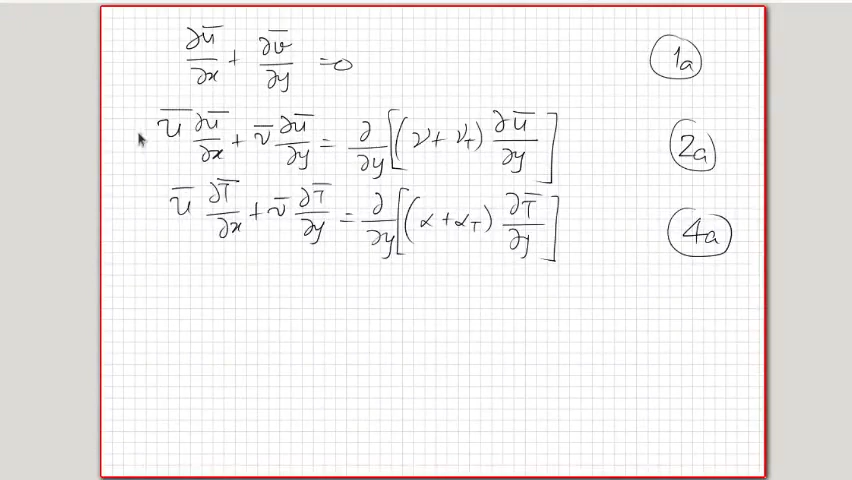 ∂ū/∂x + ∂v̄/∂y = 0 (1a)
ū ∂ū/∂x + v̄ ∂ū/∂y = ∂/∂y [(ν + ν_T) ∂ū/∂y] (2a)
ū ∂T̄/∂x + v̄ ∂T̄/∂y = ∂/∂y [(α + α_T) ∂T̄/∂y] (4a)